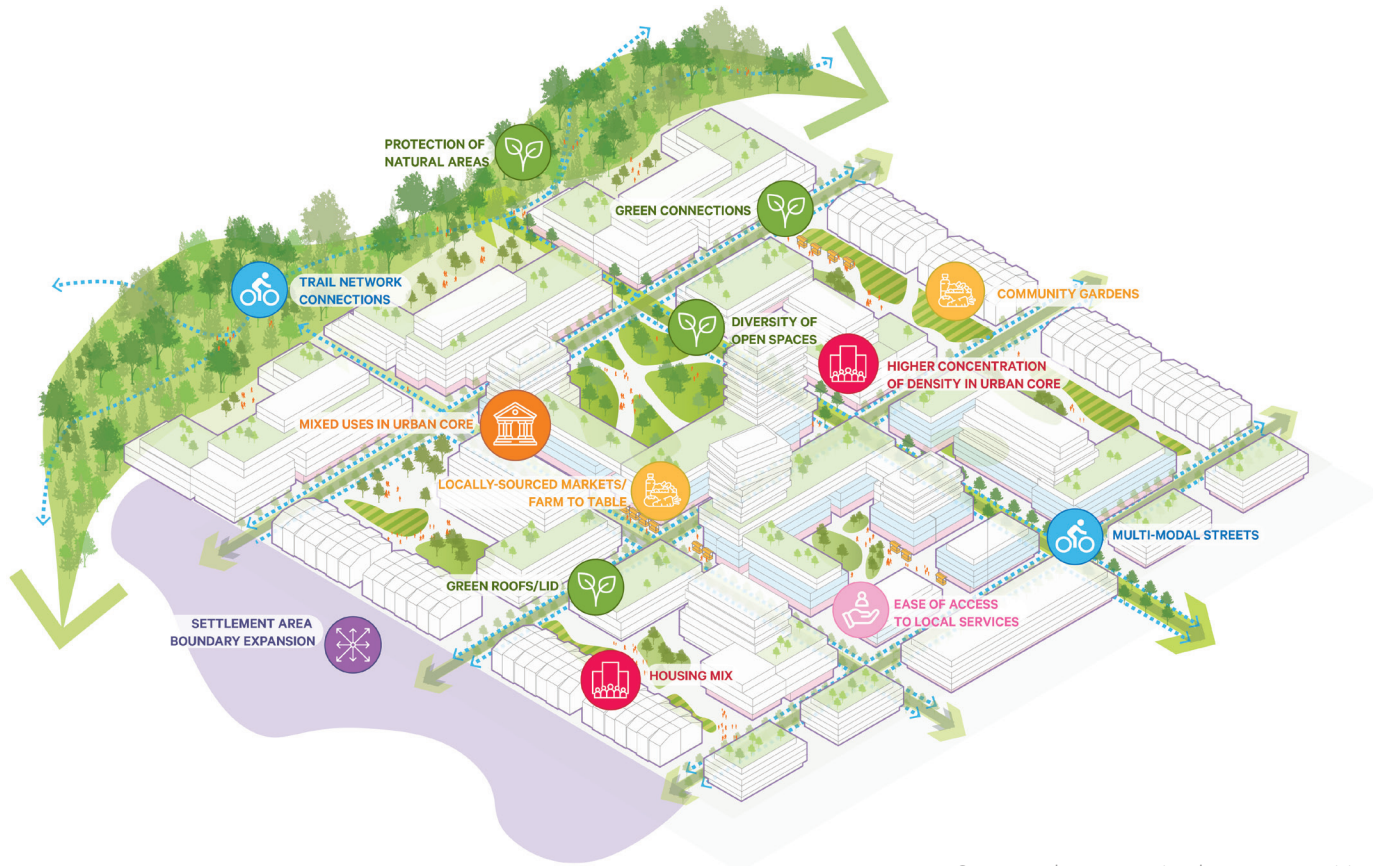 PROTECTION OF
NATURAL AREAS
GREEN CONNECTIONS
TRAIL NETWORK
CONNECTIONS
COMMUNITY GARDENS
DIVERSITY OF
OPEN SPACES
HIGHER CONCENTRATION
OF DENSITY IN URBAN CORE
MIXED USES IN URBAN CORE
LOCALLY-SOURCED MARKETS/
FARM TO TABLE
MULTI-MODAL STREETS
GREEN ROOFS/LID
EASE OF ACCESS
TO LOCAL SERVICES
SETTLEMENT AREA
BOUNDARY EXPANSION
HOUSING MIX